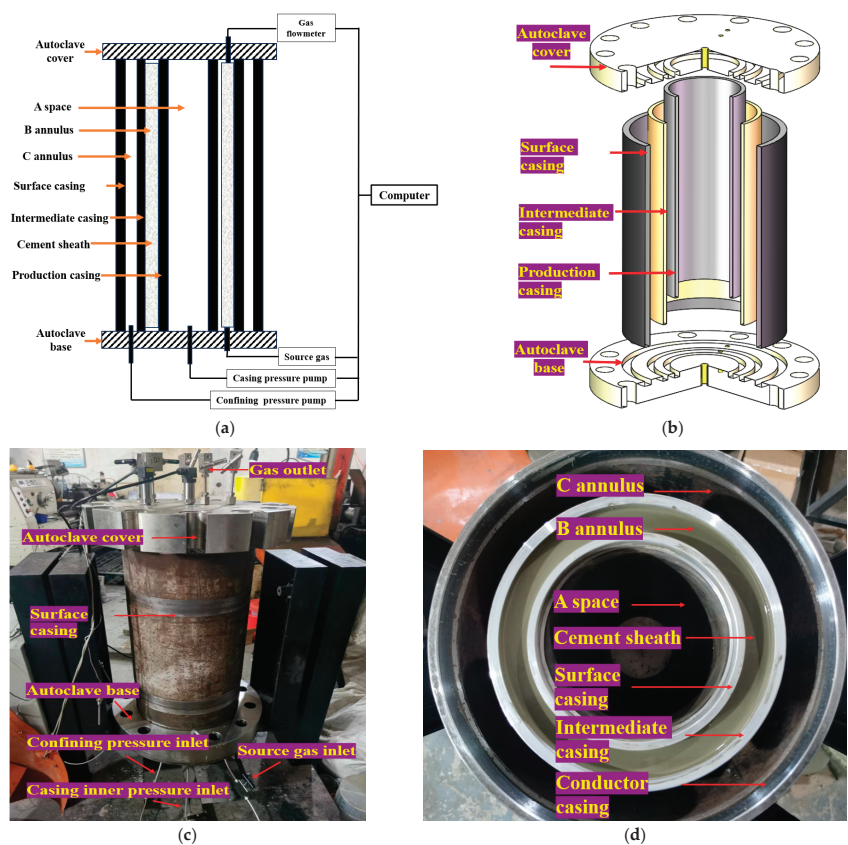 Gas
flowmeter
Autoclave
cover
A space
B annulus
C annulus
Surface casing
Intermediate casing
Cement sheath
Production casing
Autoclave
base
Computer
Source gas
Casing pressure pump
Confining pressure pump
(a)
Autoclave
cover
Surface
casing
Intermediate
casing
Production
casing
Autoclave
base
(b)
Gas outlet
Autoclave cover
Surface
casing
Autoclave base
Confining pressure inlet
Source gas inlet
Casing inner pressure inlet
(c)
C annulus
B annulus
A space
Cement sheath
Surface
casing
Intermediate
casing
Conductor
casing
(d)